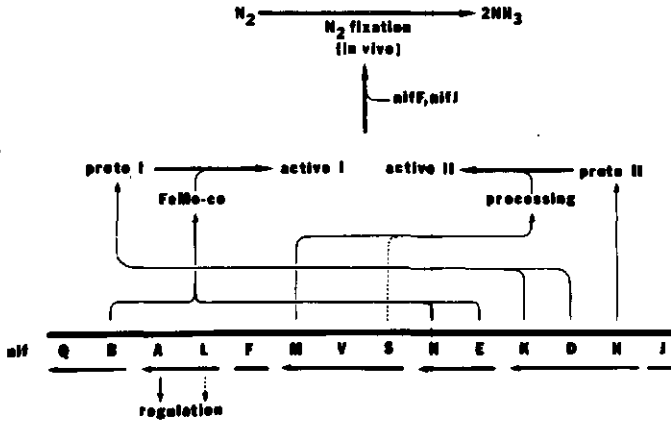 N2 2NH3
N2 fixation
(in vivo)
nifF, nifJ
proto I active I active II proto II
FeMo-co processing
nif Q B A L F M V S N E K D H J
regulation